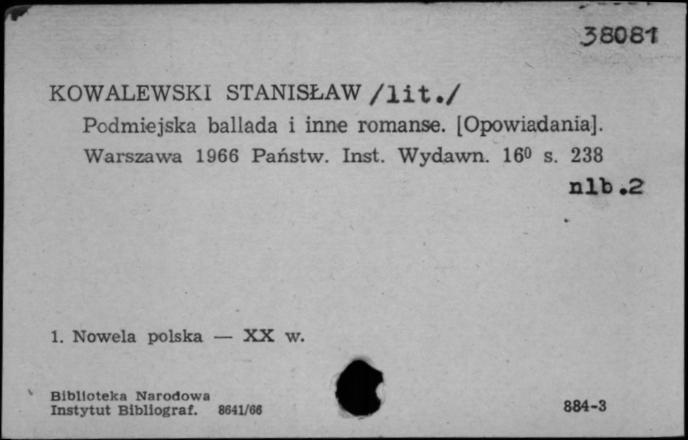 38081
KOWALEWSKI STANISŁAW /lit./
Podmiejska ballada i inne romanse. [Opowiadania].
Warszawa 1966 Państw. Inst. Wydawn. 16⁰ s. 238
nlb.2
1. Nowela polska — XX w.
Biblioteka Narodowa
Instytut Bibliograf. 8641/66
884-3